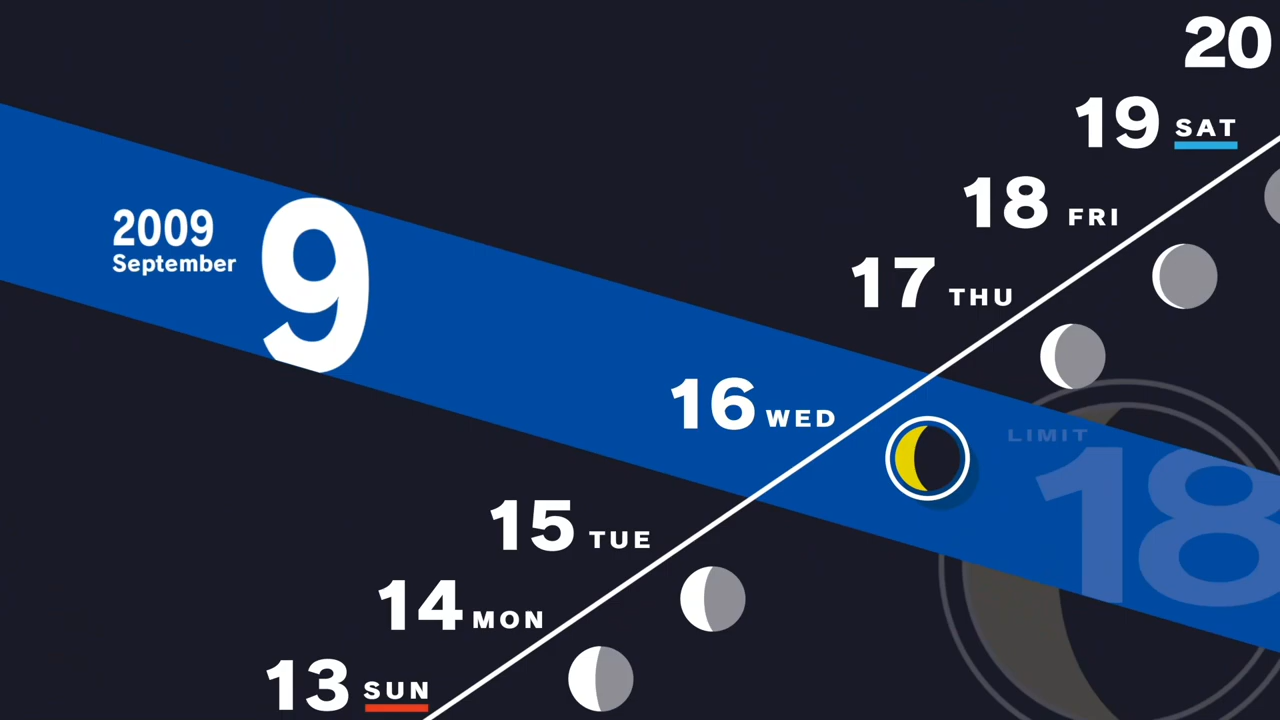 20
19 SAT
18 FRI
17 THU
2009
September
9
16 WED
LIMIT
18
15 TUE
14 MON
13 SUN